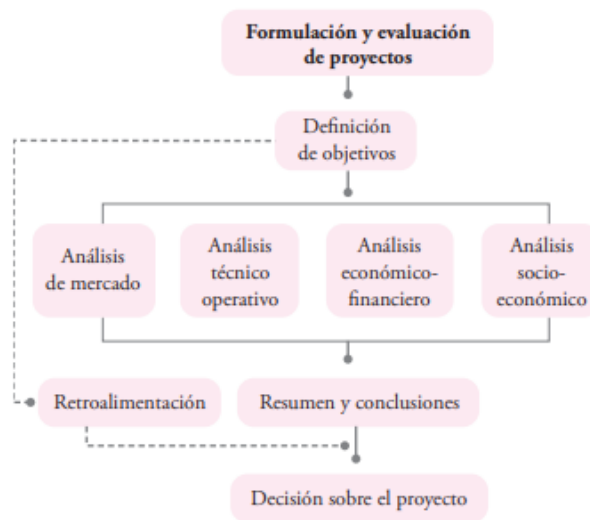 Formulación y evaluación
de proyectos
Definición
de objetivos
Análisis
de mercado
Análisis
técnico
operativo
Análisis
económico-
financiero
Análisis
socio-
económico
Retroalimentación
Resumen y conclusiones
Decisión sobre el proyecto